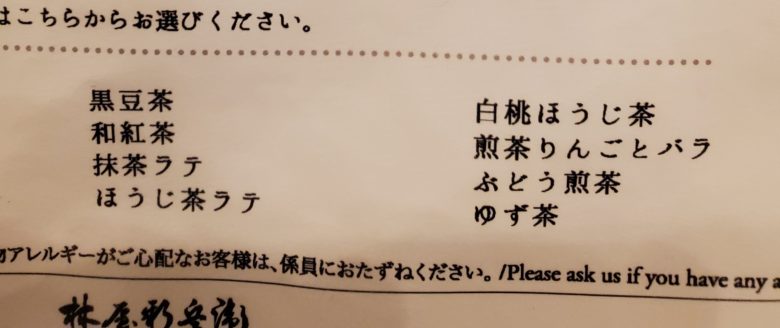 はこちらからお選びください。
黒豆茶
和紅茶
抹茶ラテ
ほうじ茶ラテ
白桃ほうじ茶
煎茶りんごとバラ
ぶどう煎茶
ゆず茶
物アレルギーがご心配なお客様は、係員におたずねください。/Please ask us if you have any a